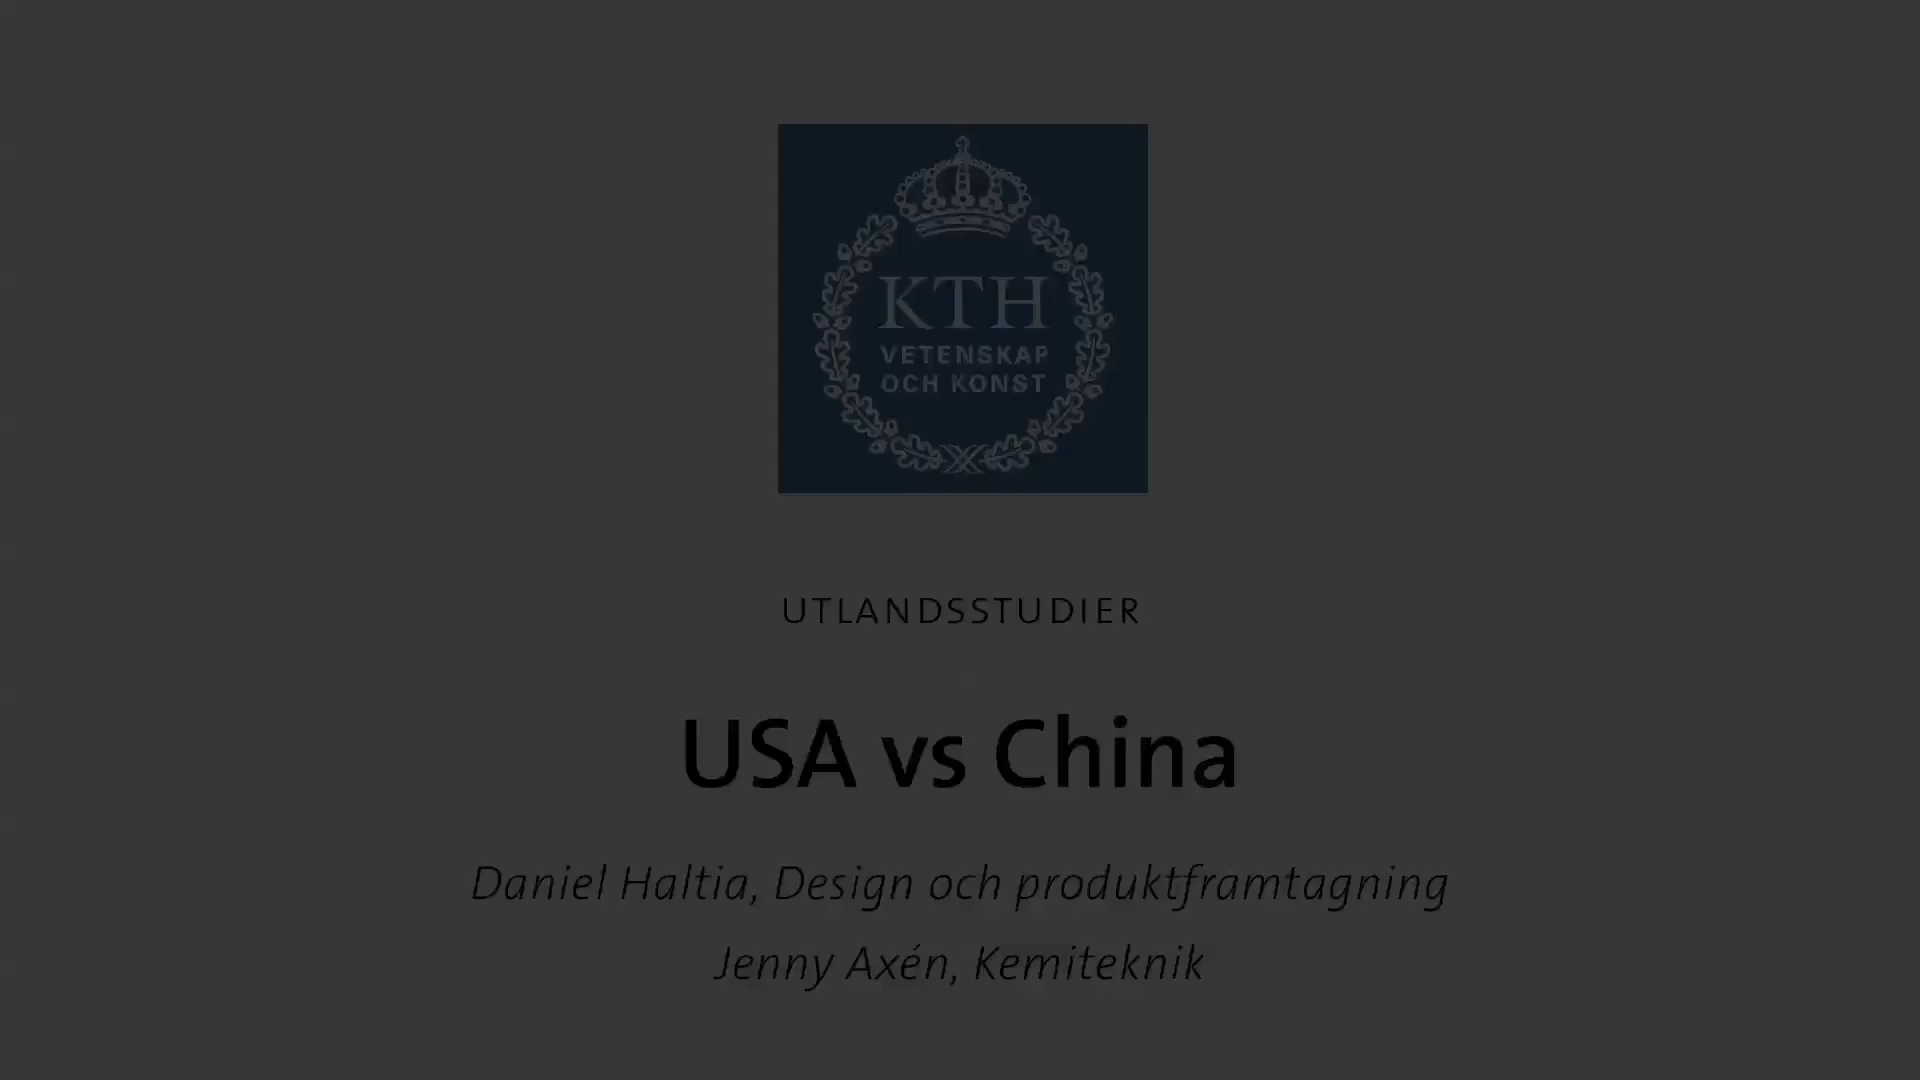 KTH
VETENSKAP
OCH KONST
UTLANDSSTUDIER
USA vs China
Daniel Haltia, Design och produktframtagning
Jenny Axén, Kemiteknik